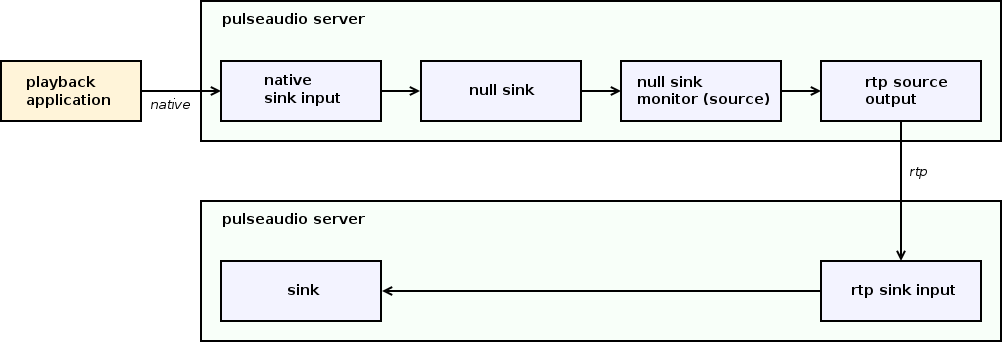 pulseaudio server
playback
application
native
native
sink input
null sink
null sink
monitor (source)
rtp source
output
rtp
pulseaudio server
sink
rtp sink input